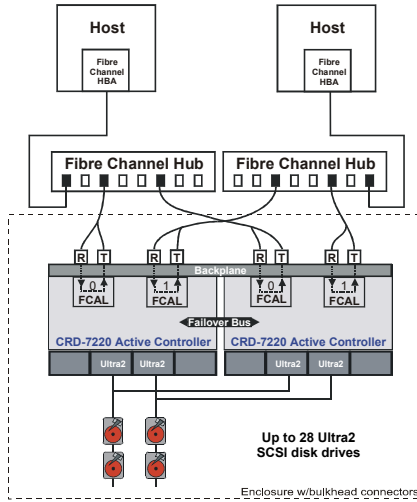 Host
Host
Fibre
Channel
HBA
Fibre
Channel
HBA
Fibre Channel Hub
Fibre Channel Hub
R T R T R T R T
Backplane
0 1 0 1
FCAL FCAL FCAL FCAL
Failover Bus
CRD-7220 Active Controller
CRD-7220 Active Controller
Ultra2 Ultra2 Ultra2 Ultra2
Up to 28 Ultra2
SCSI disk drives
Enclosure w/bulkhead connectors